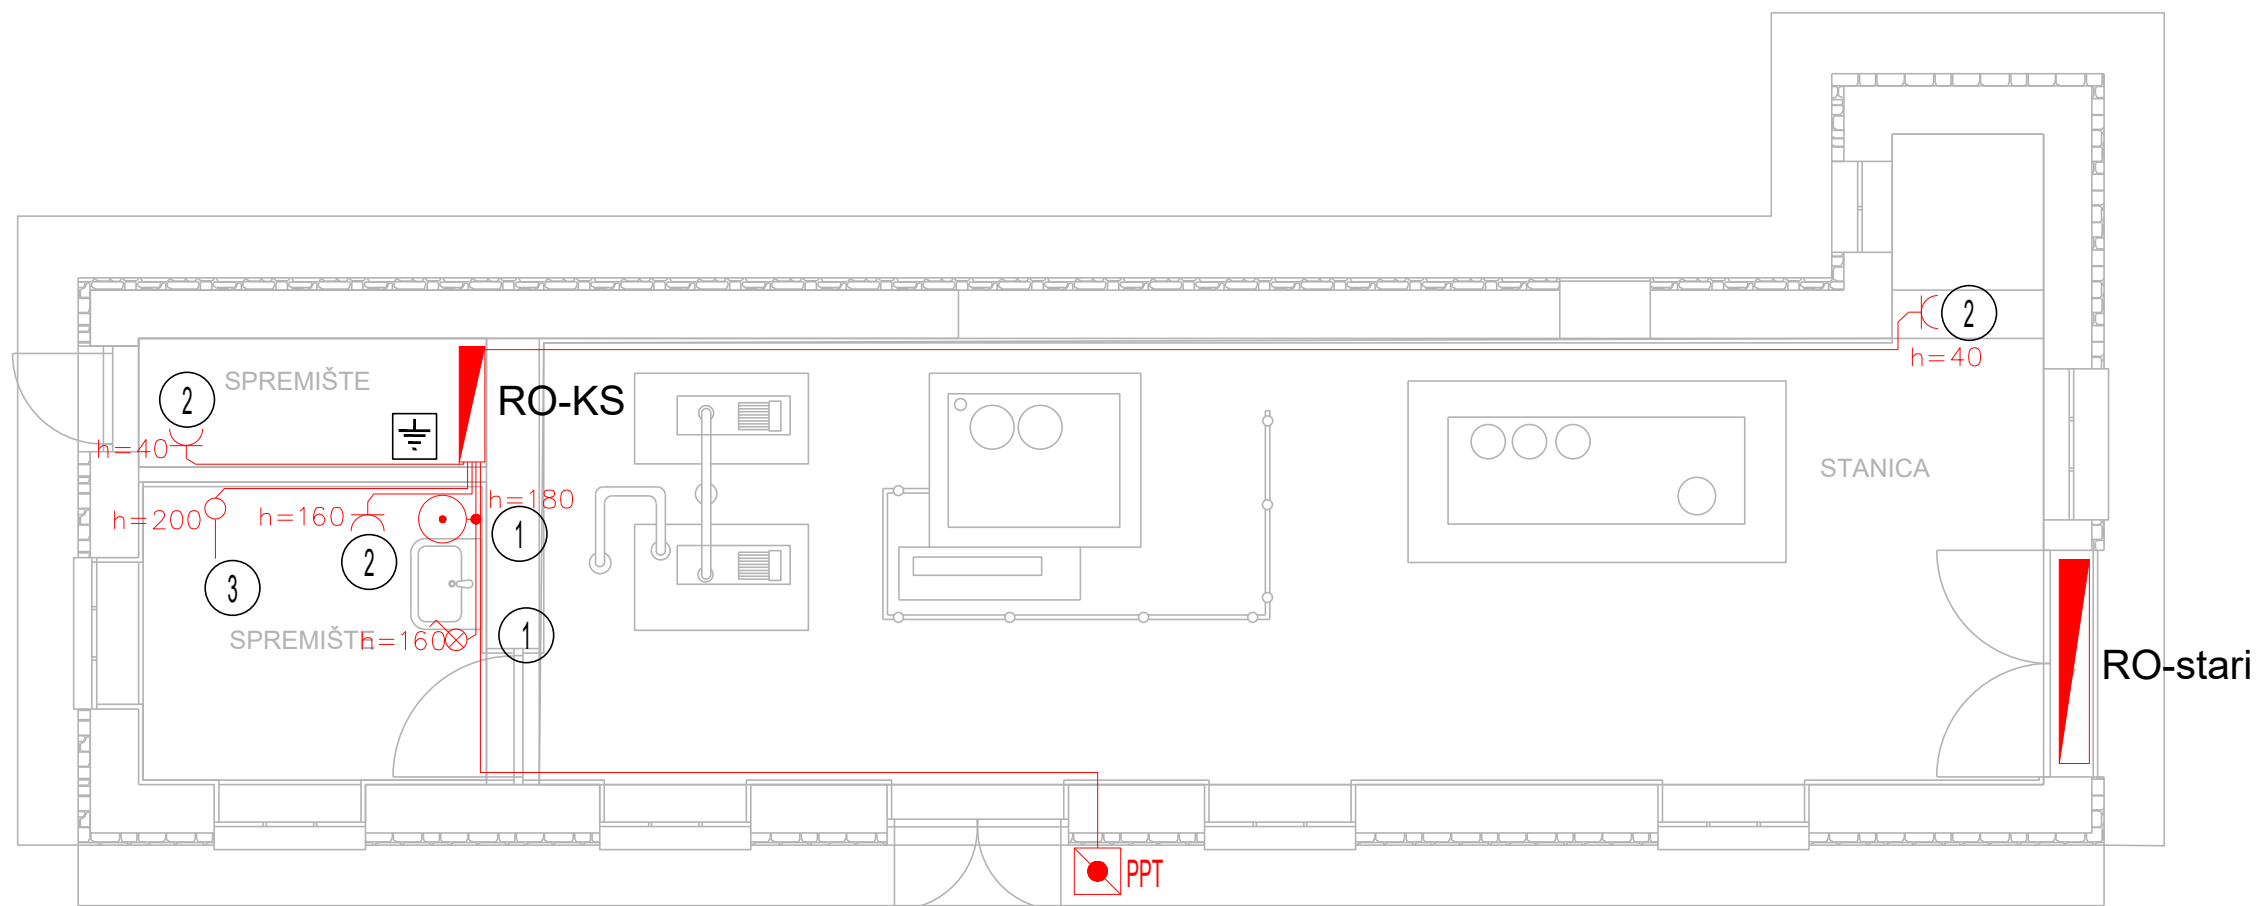 2
h=40
SPREMIŠTE
2
RO-KS
h=40
STANICA
h=180
h=200
h=160
1
2
3
SPREMIŠTE
h=160
1
RO-stari
PPT